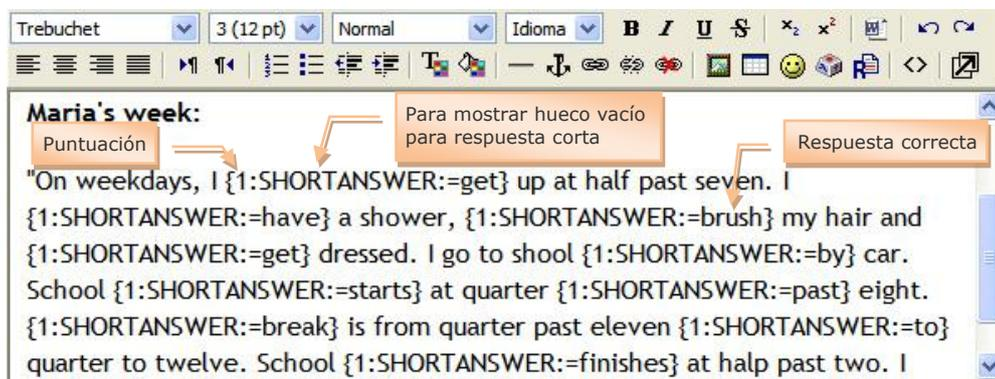 Trebuchet 3 (12 pt) Normal Idioma B I U S x₂ x²
Maria's week:
Puntuación
Para mostrar hueco vacío
para respuesta corta
Respuesta correcta
"On weekdays, I {1:SHORTANSWER:=get} up at half past seven. I
{1:SHORTANSWER:=have} a shower, {1:SHORTANSWER:=brush} my hair and
{1:SHORTANSWER:=get} dressed. I go to shool {1:SHORTANSWER:=by} car.
School {1:SHORTANSWER:=starts} at quarter {1:SHORTANSWER:=past} eight.
{1:SHORTANSWER:=break} is from quarter past eleven {1:SHORTANSWER:=to}
quarter to twelve. School {1:SHORTANSWER:=finishes} at halp past two. I